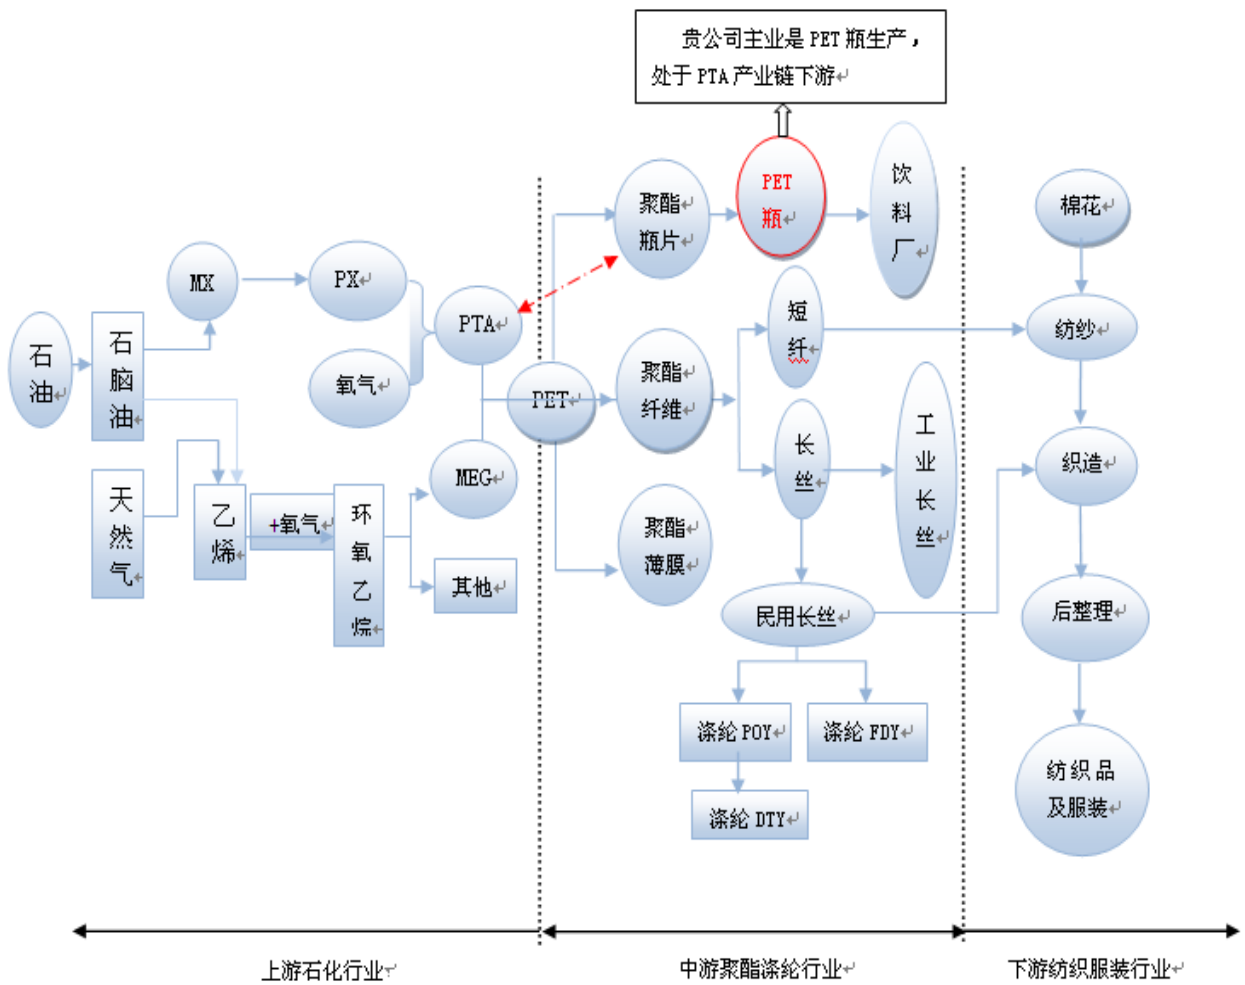 贵公司主业是 PET 瓶生产，
处于 PTA 产业链下游
石
油
石
脑
油
天
然
气
MX
PX
氧气
PTA
乙
烯
+氧气
环
氧
乙
烷
MEG
其他
PET
聚酯
瓶片
PET
瓶
饮
料
厂
聚酯
纤维
短
纤
长
丝
工
业
长
丝
聚酯
薄膜
民用长丝
涤纶 POY
涤纶 FDY
涤纶 DTY
棉花
纺纱
织造
后整理
纺织品
及服装
上游石化行业
中游聚酯涤纶行业
下游纺织服装行业